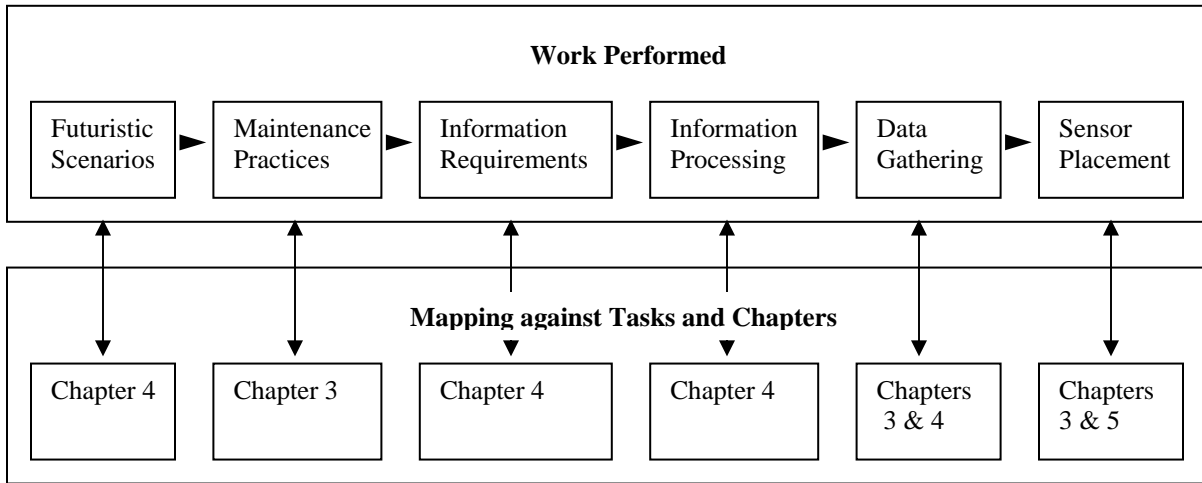 Work Performed
Futuristic
Scenarios
Maintenance
Practices
Information
Requirements
Information
Processing
Data
Gathering
Sensor
Placement
Mapping against Tasks and Chapters
Chapter 4
Chapter 3
Chapter 4
Chapter 4
Chapters
3 & 4
Chapters
3 & 5